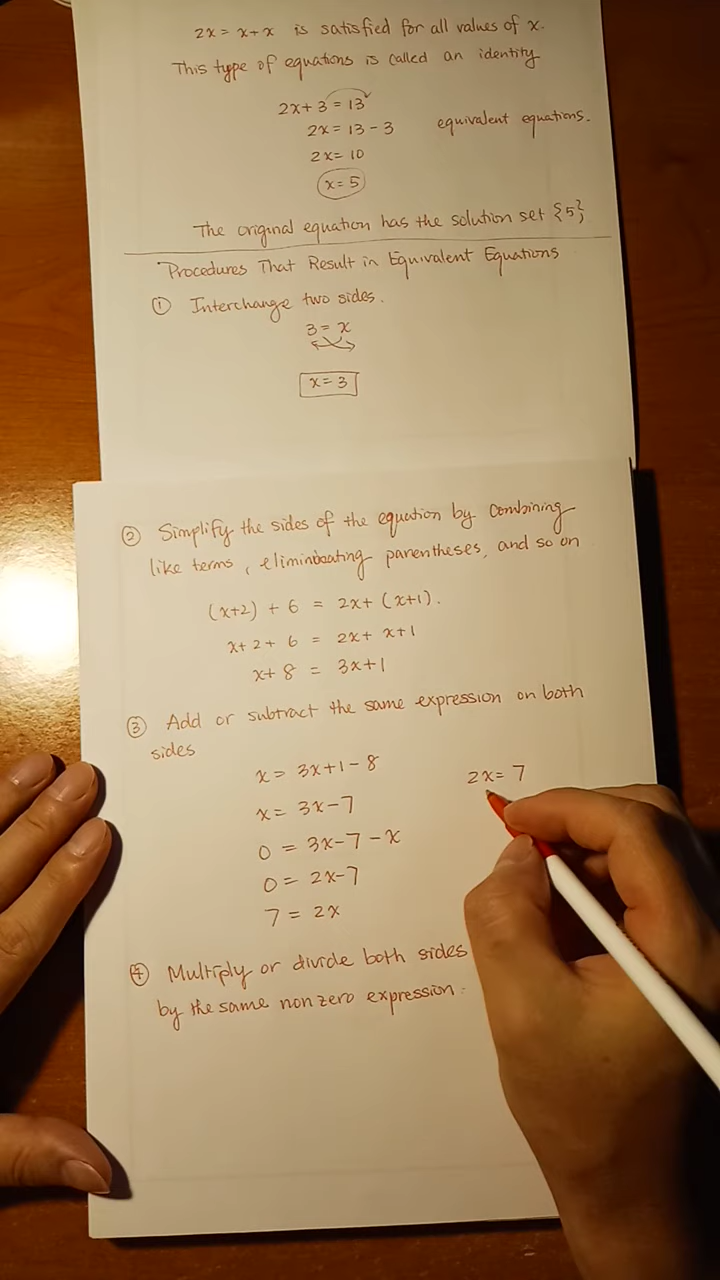 2x = x + x is satisfied for all values of x.
This type of equations is called an identity
2x + 3 = 13
2x = 13 - 3 equivalent equations.
2x = 10
x = 5
The original equation has the solution set {5}
Procedures That Result in Equivalent Equations
① Interchange two sides.
3 = x
x = 3
② Simplify the sides of the equation by combining
like terms, eliminating parentheses, and so on
(x+2) + 6 = 2x + (x+1).
x + 2 + 6 = 2x + x + 1
x + 8 = 3x + 1
③ Add or subtract the same expression on both
sides
x = 3x + 1 - 8
2x = 7
x = 3x - 7
0 = 3x - 7 - x
0 = 2x - 7
7 = 2x
④ Multiply or divide both sides
by the same non zero expression.